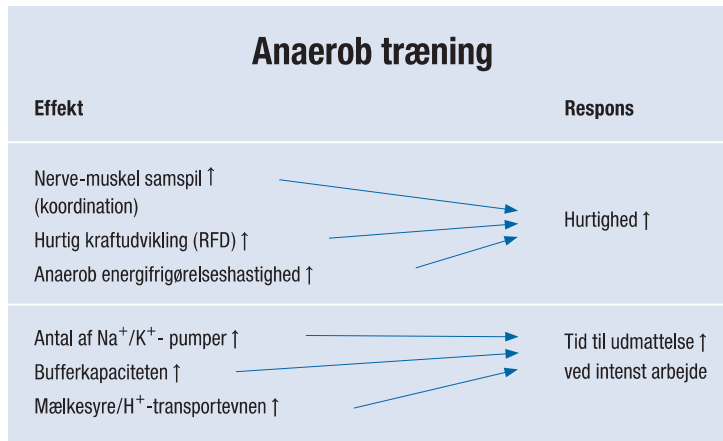 Anaerob træning
Effekt Respons
Nerve-muskel samspil ↑
(koordination)
Hurtig kraftudvikling (RFD) ↑
Anaerob energifrigørelseshastighed ↑
Hurtighed ↑
Antal af Na⁺/K⁺- pumper ↑
Bufferkapaciteten ↑
Mælkesyre/H⁺-transportevnen ↑
Tid til udmattelse ↑
ved intenst arbejde